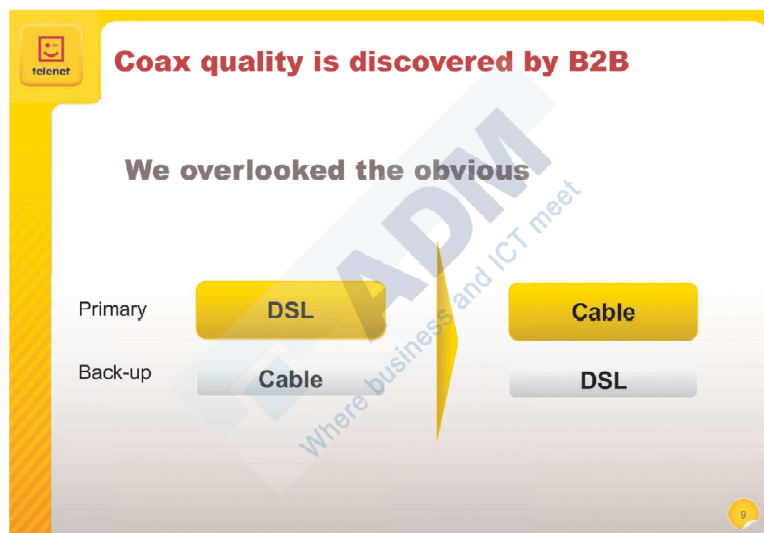 telenet
Coax quality is discovered by B2B
We overlooked the obvious
ADM
Where business and ICT meet
Primary
DSL
Cable
Back-up
Cable
DSL
9